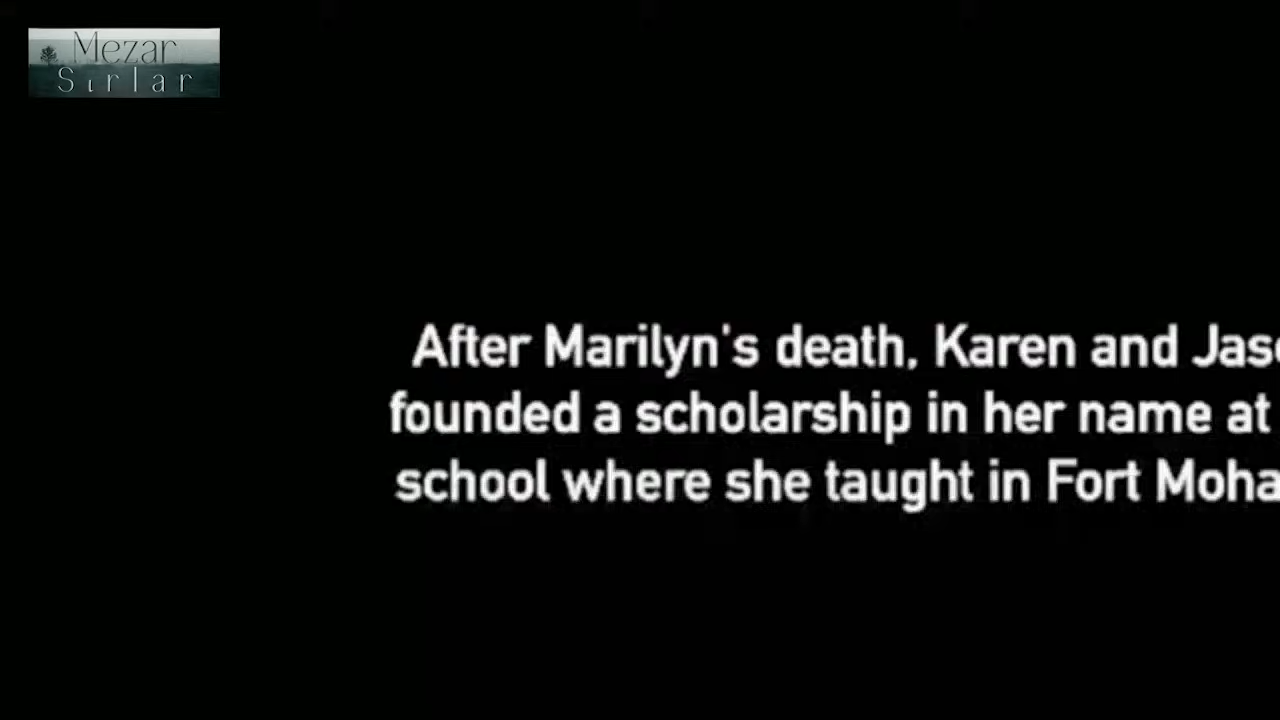 Mezar
Sırlar
After Marilyn's death, Karen and
founded a scholarship in her name at
school where she taught in Fort